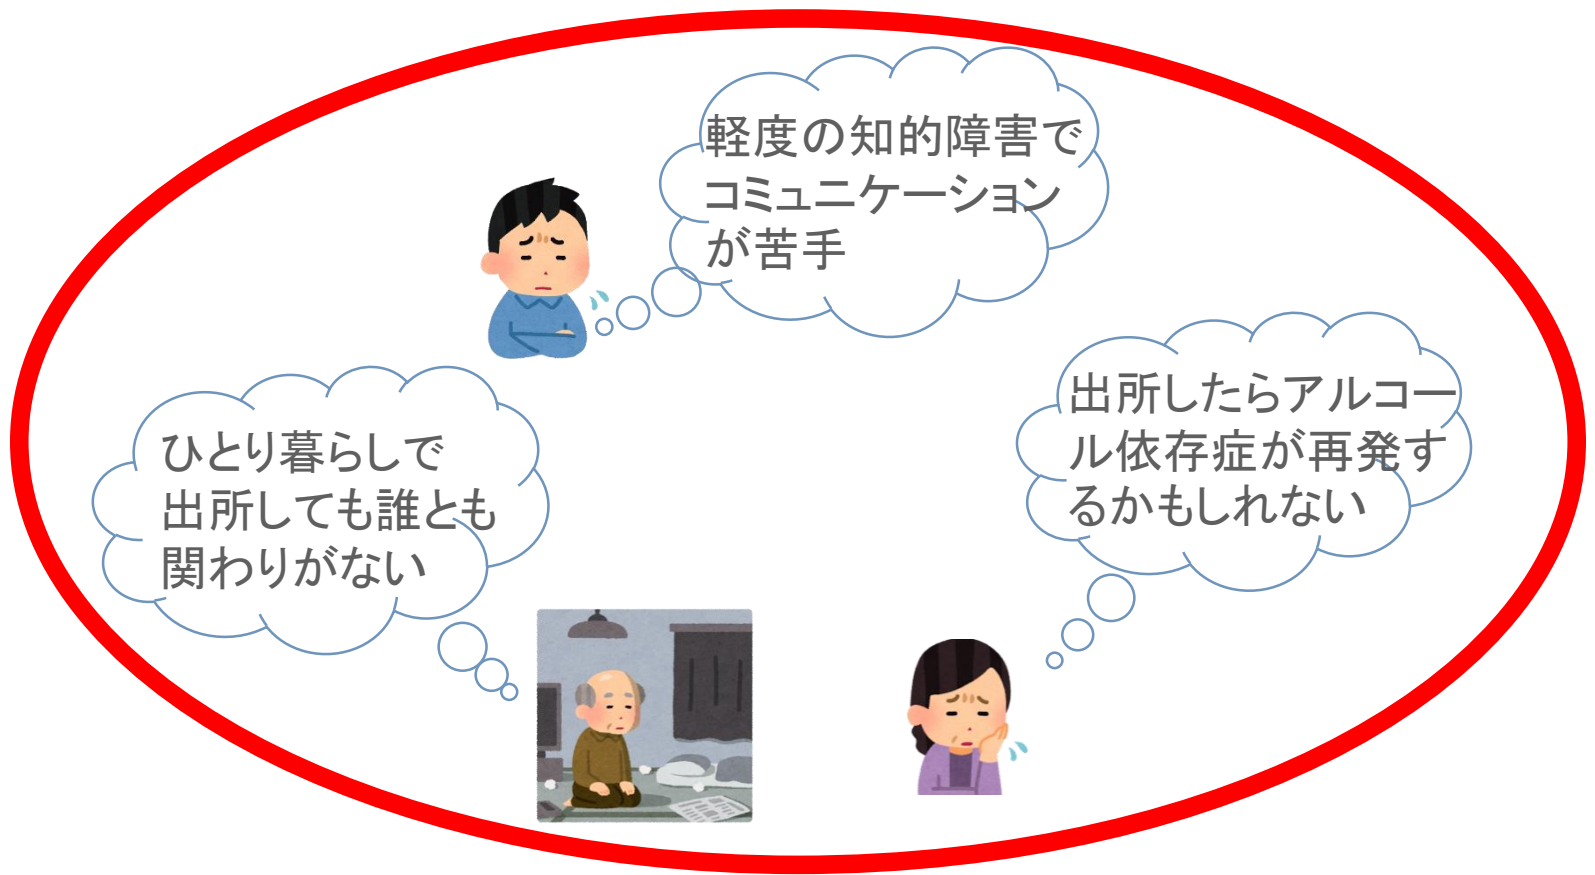 軽度の知的障害で
コミュニケーション
が苦手
ひとり暮らしで
出所しても誰とも
関わりがない
出所したらアルコー
ル依存症が再発す
るかもしれない